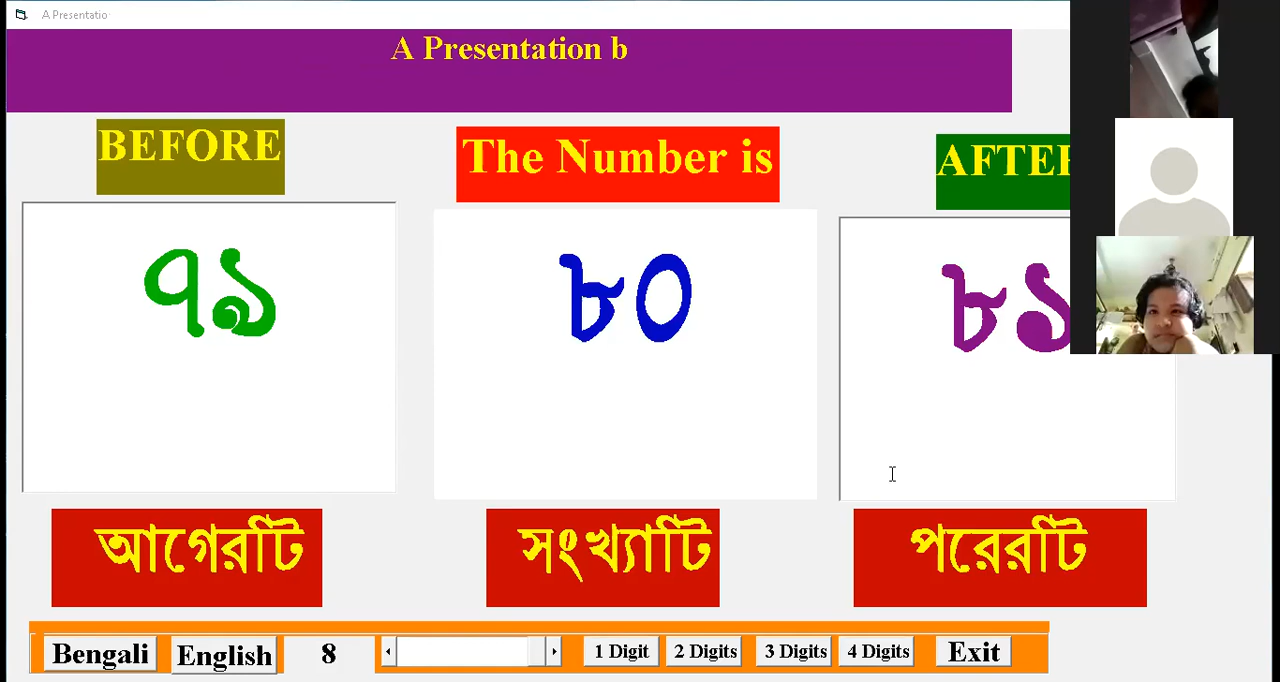 A Presentatio
A Presentation b
BEFORE
The Number is
AFTER
৭৯
৮০
৮১
আগেরটি
সংখ্যাটি
পরেরটি
Bengali
English
8
1 Digit
2 Digits
3 Digits
4 Digits
Exit